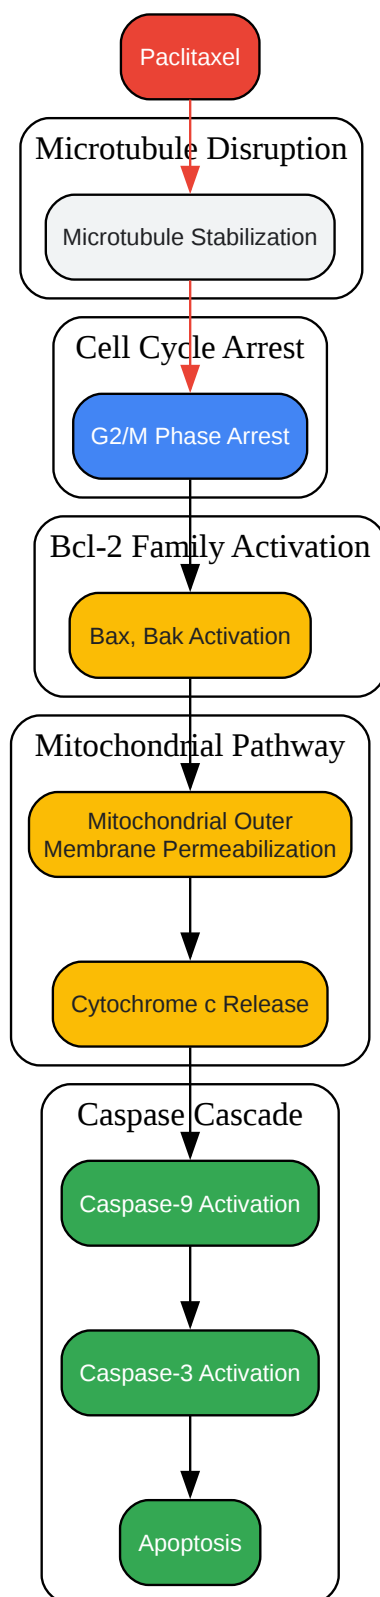 Paclitaxel
Microtubule Disruption
Microtubule Stabilization
Cell Cycle Arrest
G2/M Phase Arrest
Bcl-2 Family Activation
Bax, Bak Activation
Mitochondrial Pathway
Mitochondrial Outer
Membrane Permeabilization
Cytochrome c Release
Caspase Cascade
Caspase-9 Activation
Caspase-3 Activation
Apoptosis